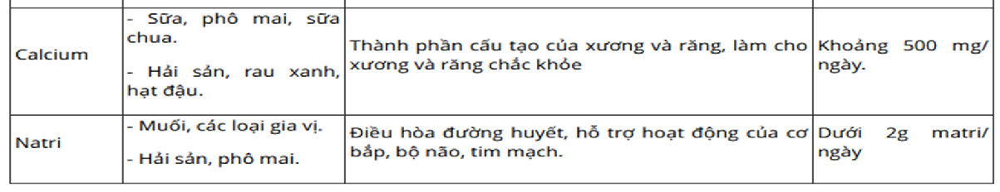 Calcium
- Sữa, phô mai, sữa
chua.
- Hải sản, rau xanh,
hạt đậu.
Thành phần cấu tạo của xương và răng, làm cho
xương và răng chắc khỏe
Khoảng 500 mg/
ngày.
Natri
- Muối, các loại gia vị.
- Hải sản, phô mai.
Điều hòa đường huyết, hỗ trợ hoạt động của cơ
bắp, bộ não, tim mạch.
Dưới 2g matri/
ngày